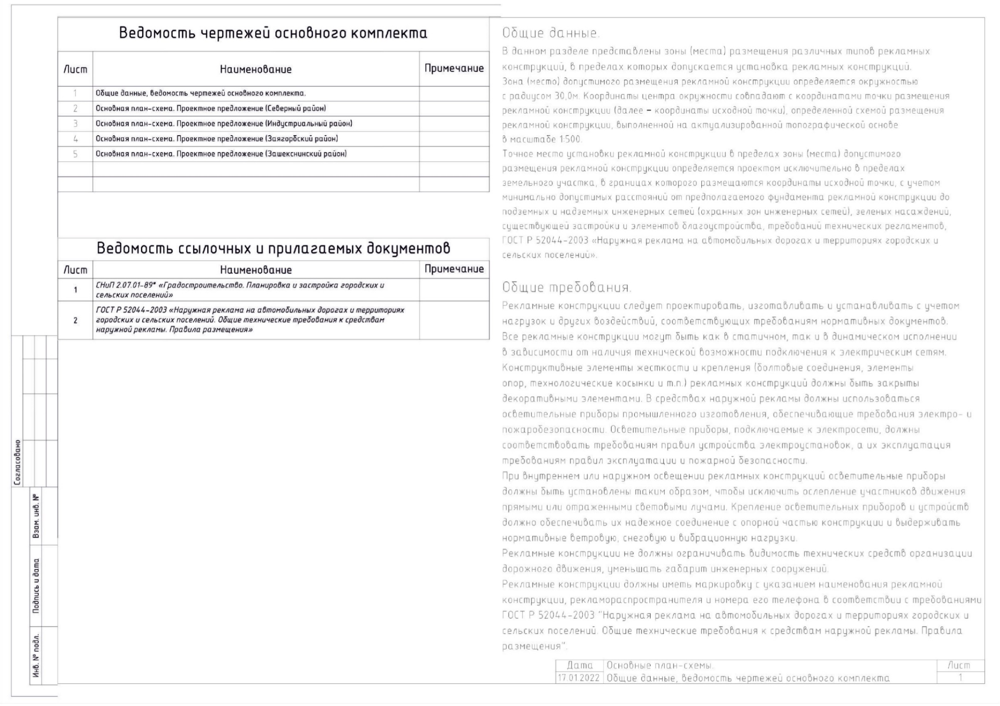 Ведомость чертежей основного комплекта
Лист Наименование Примечание
1 Общие данные, ведомость чертежей основного комплекта.
2 Основная план-схема. Проектное предложение (Северный район)
3 Основная план-схема. Проектное предложение (Индустриальный район)
4 Основная план-схема. Проектное предложение (Заягорбский район)
5 Основная план-схема. Проектное предложение (Зашекснинский район)
Ведомость ссылочных и прилагаемых документов
Лист Наименование Примечание
1 СНиП 2.07.01-89* «Градостроительство. Планировка и застройка городских и
сельских поселений»
2 ГОСТ Р 52044-2003 «Наружная реклама на автомобильных дорогах и территориях
городских и сельских поселений. Общие технические требования к средствам
наружной рекламы. Правила размещения»
Согласовано
Взам. инв. №
Подпись и дата
Инв. № подл.
Общие данные.
В данном разделе представлены зоны (места) размещения различных типов рекламных
конструкций, в пределах которых допускается установка рекламных конструкций.
Зона (место) допустимого размещения рекламной конструкции определяется окружностью
с радиусом 30,0м. Координаты центра окружности совпадают с координатами точки размещения
рекламной конструкции (далее – координаты исходной точки), определенной схемой размещения
рекламной конструкции, выполненной на актуализированной топографической основе
в масштабе 1:500.
Точное место установки рекламной конструкции в пределах зоны (места) допустимого
размещения рекламной конструкции определяется проектом исключительно в пределах
земельного участка, в границах которого размещаются координаты исходной точки, с учетом
минимально допустимых расстояний от предполагаемого фундамента рекламной конструкции до
подземных и надземных инженерных сетей (охранных зон инженерных сетей), зеленых насаждений,
существующей застройки и элементов благоустройства, требований технических регламентов,
ГОСТ Р 52044-2003 «Наружная реклама на автомобильных дорогах и территориях городских и
сельских поселений».
Общие требования.
Рекламные конструкции следует проектировать, изготавливать и устанавливать с учетом
нагрузок и других воздействий, соответствующих требованиям нормативных документов.
Все рекламные конструкции могут быть как в статичном, так и в динамическом исполнении
в зависимости от наличия технической возможности подключения к электрическим сетям.
Конструктивные элементы жесткости и крепления (болтовые соединения, элементы
опор, технологические косынки и т.п.) рекламных конструкций должны быть закрыты
декоративными элементами. В средствах наружной рекламы должны использоваться
осветительные приборы промышленного изготовления, обеспечивающие требования электро- и
пожаробезопасности. Осветительные приборы, подключаемые к электросети, должны
соответствовать требованиям правил устройства электроустановок, а их эксплуатация
требованиям правил эксплуатации и пожарной безопасности.
При внутреннем или наружном освещении рекламных конструкций осветительные приборы
должны быть установлены таким образом, чтобы исключить ослепление участников движения
прямыми или отраженными световыми лучами. Крепление осветительных приборов и устройств
должно обеспечивать их надежное соединение с опорной частью конструкции и выдерживать
нормативные ветровую, снеговую и вибрационную нагрузки.
Рекламные конструкции не должны ограничивать видимость технических средств организации
дорожного движения, уменьшать габарит инженерных сооружений.
Рекламные конструкции должны иметь маркировку с указанием наименования рекламной
конструкции, рекламораспространителя и номера его телефона в соответствии с требованиями
ГОСТ Р 52044-2003 "Наружная реклама на автомобильных дорогах и территориях городских и
сельских поселений. Общие технические требования к средствам наружной рекламы. Правила
размещения".
Дата Основные план-схемы. Лист
17.01.2022 Общие данные, ведомость чертежей основного комплекта 1